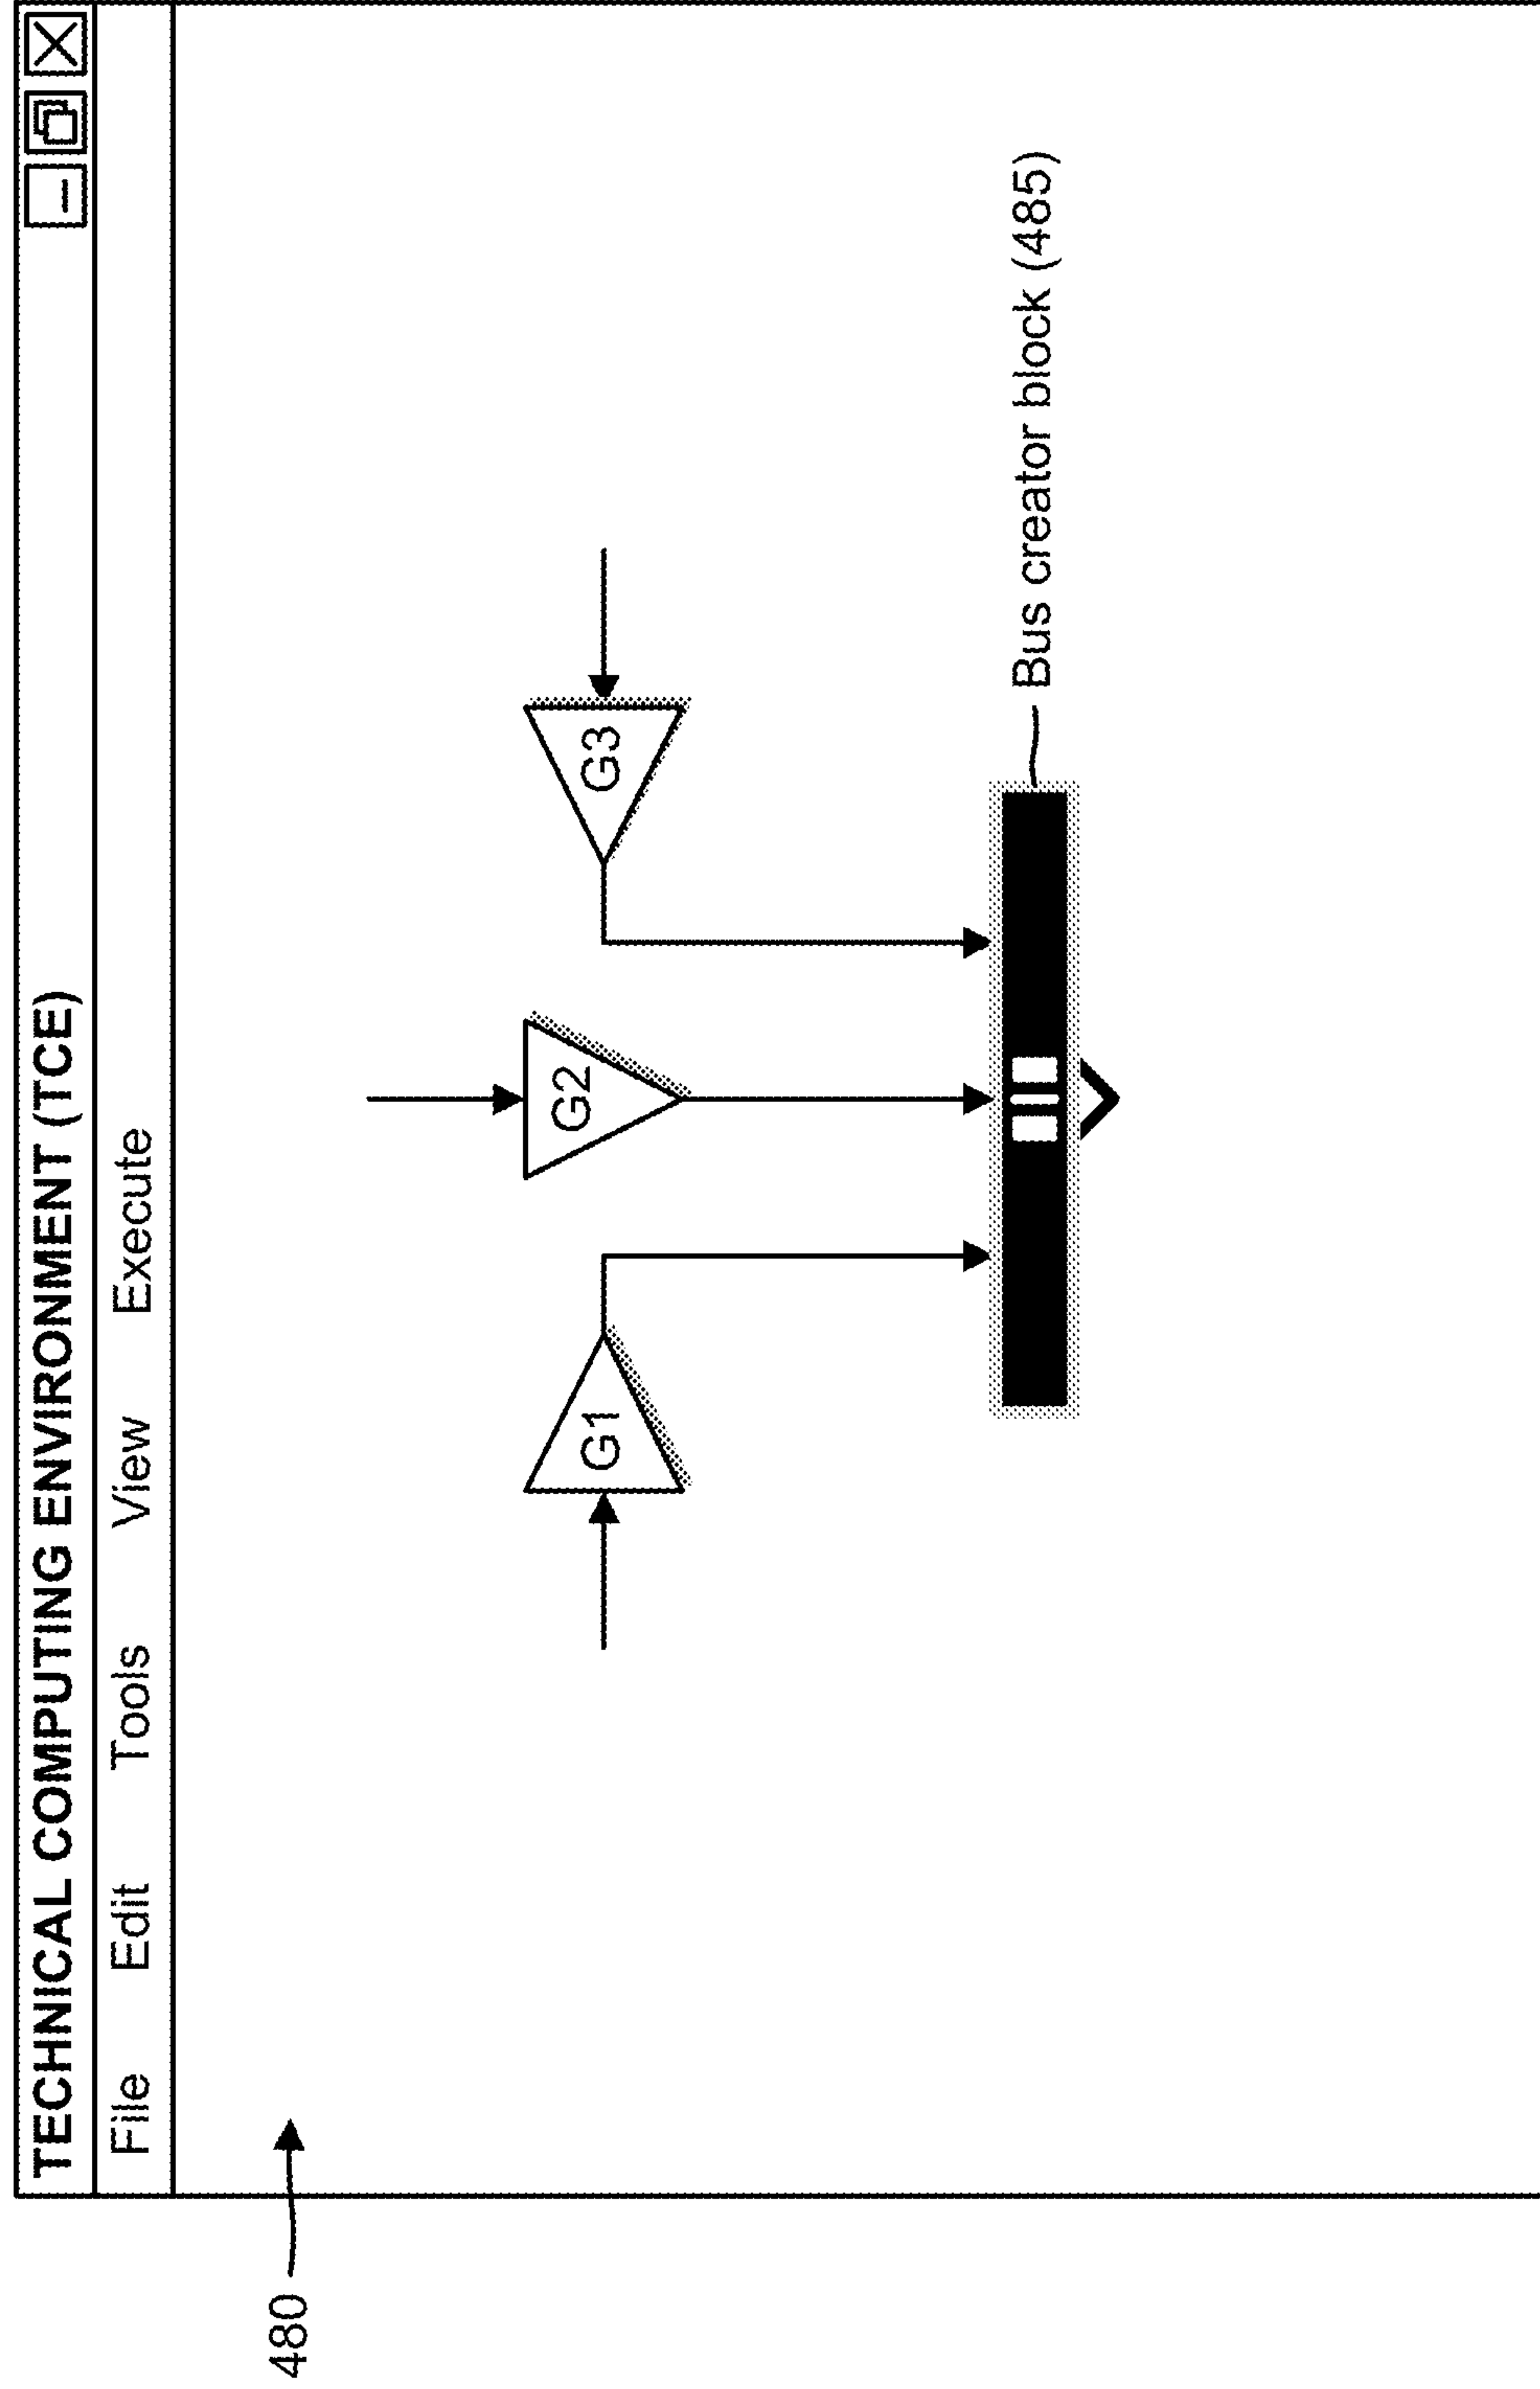 TECHNICAL COMPUTING ENVIRONMENT (TCE)
File Edit Tools View Execute
480
G1
G2
G3
Bus creator block (485)